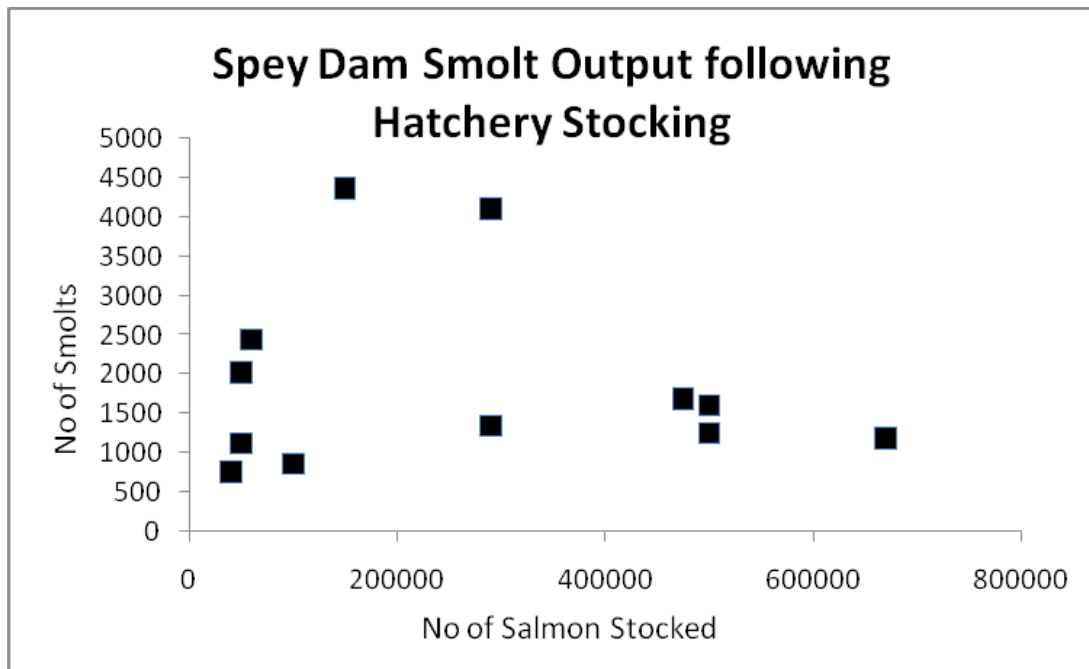 Spey Dam Smolt Output following
Hatchery Stocking
5000
4500
4000
3500
3000
2500
2000
1500
1000
500
0
No of Smolts
0 200000 400000 600000 800000
No of Salmon Stocked